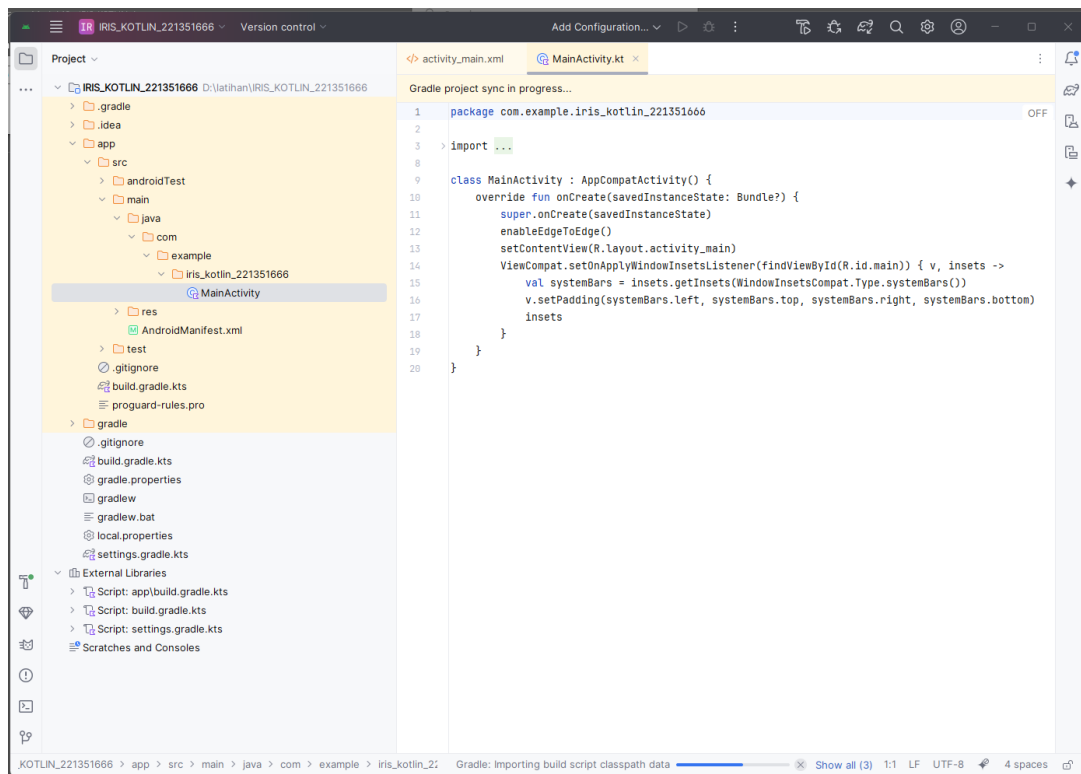 IR IRIS_KOTLIN_221351666 Version control Add Configuration...
Project
IRIS_KOTLIN_221351666 D:\latihan\IRIS_KOTLIN_221351666
.gradle
.idea
app
src
androidTest
main
java
com
example
iris_kotlin_221351666
MainActivity
res
AndroidManifest.xml
test
.gitignore
build.gradle.kts
proguard-rules.pro
gradle
.gitignore
build.gradle.kts
gradle.properties
gradlew
gradlew.bat
local.properties
settings.gradle.kts
External Libraries
Script: app\build.gradle.kts
Script: build.gradle.kts
Script: settings.gradle.kts
Scratches and Consoles
activity_main.xml MainActivity.kt
Gradle project sync in progress...
OFF
1 package com.example.iris_kotlin_221351666
2
3 import ...
8
9 class MainActivity : AppCompatActivity() {
10 override fun onCreate(savedInstanceState: Bundle?) {
11 super.onCreate(savedInstanceState)
12 enableEdgeToEdge()
13 setContentView(R.layout.activity_main)
14 ViewCompat.setOnApplyWindowInsetsListener(findViewById(R.id.main)) { v, insets ->
15 val systemBars = insets.getInsets(WindowInsetsCompat.Type.systemBars())
16 v.setPadding(systemBars.left, systemBars.top, systemBars.right, systemBars.bottom)
17 insets
18 }
19 }
20 }
KOTLIN_221351666 > app > src > main > java > com > example > iris_kotlin_22 Gradle: Importing build script classpath data Show all (3) 1:1 LF UTF-8 4 spaces